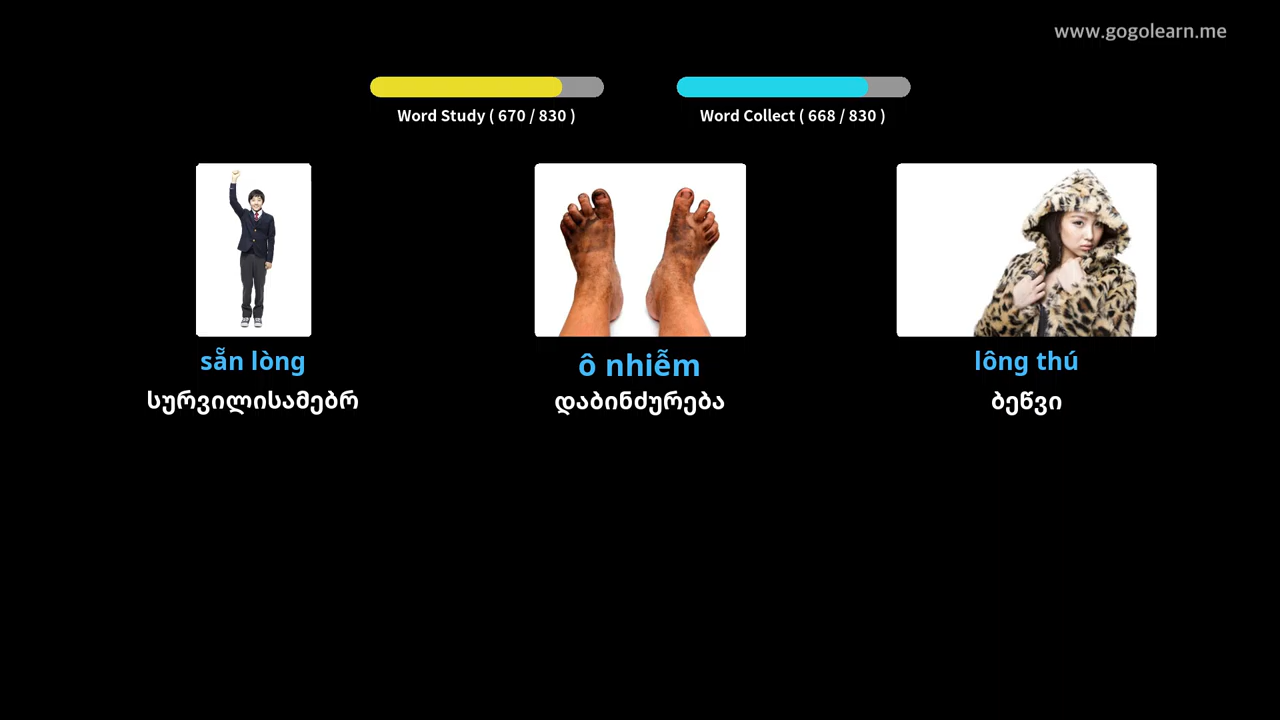 www.gogolearn.me
Word Study ( 670 / 830 )
Word Collect ( 668 / 830 )
sẵn lòng
ô nhiễm
lông thú
სურვილისამებრ
დაბინძურება
ბეწვი